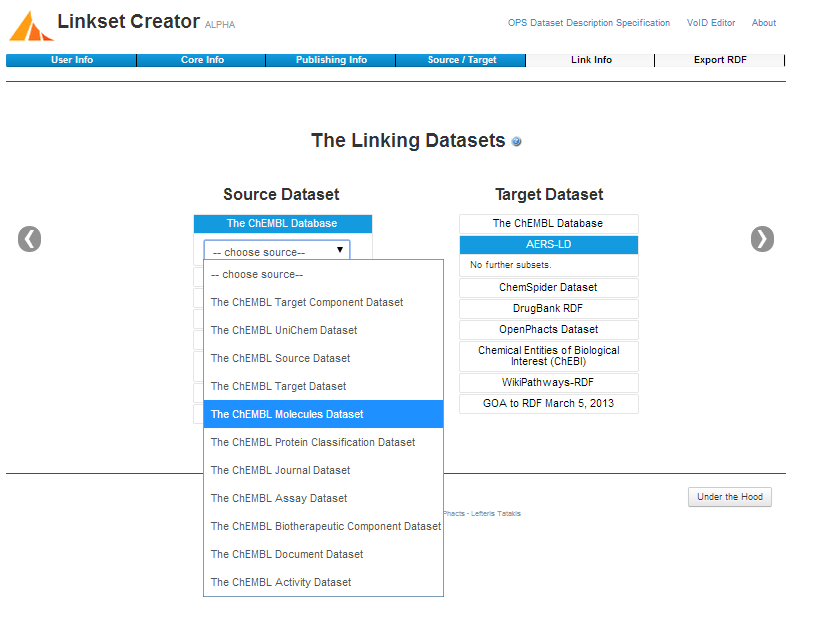 Linkset Creator ALPHA
OPS Dataset Description Specification VoID Editor About
User Info Core Info Publishing Info Source / Target Link Info Export RDF
The Linking Datasets
Source Dataset
The ChEMBL Database
-- choose source--
-- choose source--
The ChEMBL Target Component Dataset
The ChEMBL UniChem Dataset
The ChEMBL Source Dataset
The ChEMBL Target Dataset
The ChEMBL Molecules Dataset
The ChEMBL Protein Classification Dataset
The ChEMBL Journal Dataset
The ChEMBL Assay Dataset
The ChEMBL Biotherapeutic Component Dataset
The ChEMBL Document Dataset
The ChEMBL Activity Dataset
Target Dataset
The ChEMBL Database
AERS-LD
No further subsets.
ChemSpider Dataset
DrugBank RDF
OpenPhacts Dataset
Chemical Entities of Biological
Interest (ChEBI)
WikiPathways-RDF
GOA to RDF March 5, 2013
Under the Hood
Phacts - Lefteris Tatakis